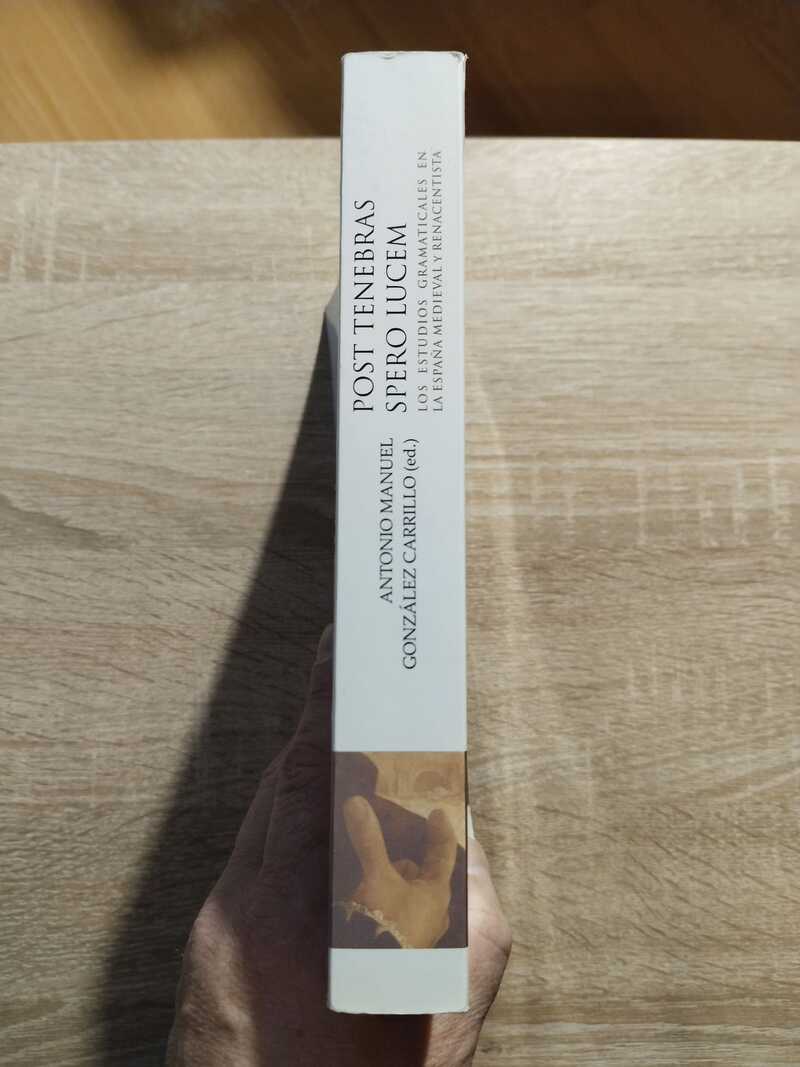 POST TENEBRAS
SPERO LUCEM
LOS ESTUDIOS GRAMATICALES EN
LA ESPAÑA MEDIEVAL Y RENACENTISTA
ANTONIO MANUEL
GONZÁLEZ CARRILLO (ed.)